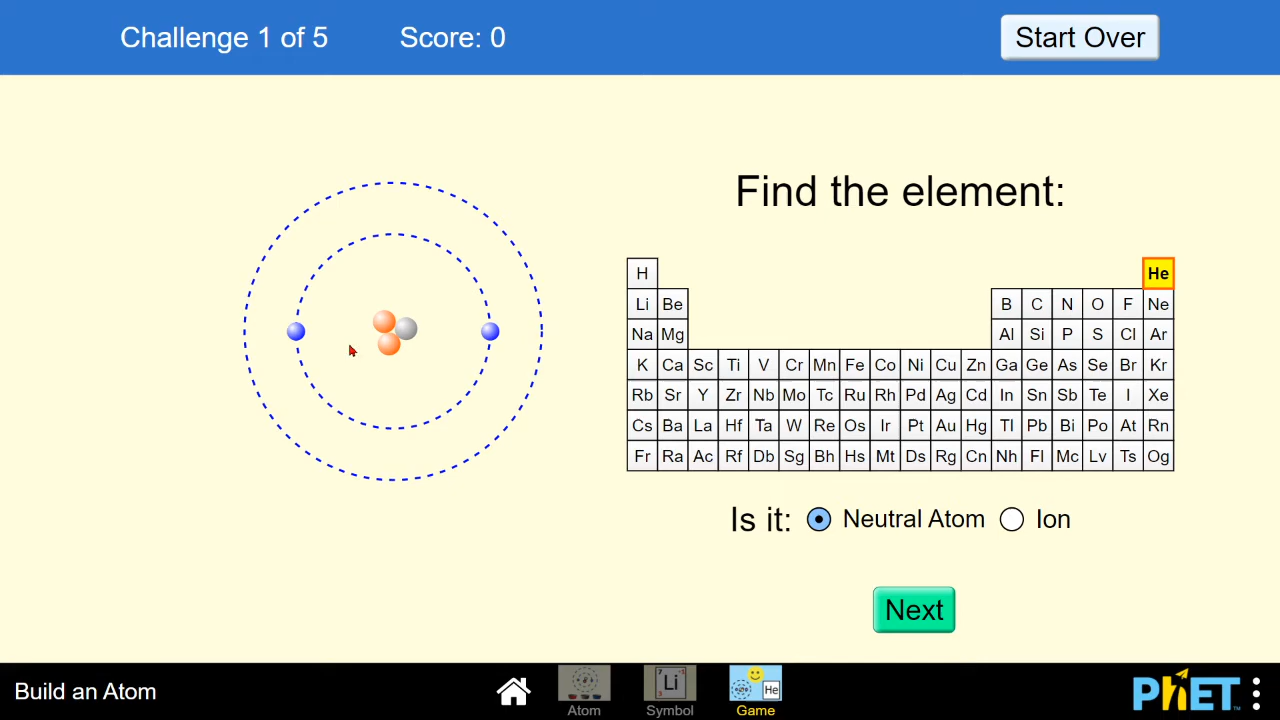 Challenge 1 of 5 Score: 0 Start Over
Find the element:
H He
Li Be B C N O F Ne
Na Mg Al Si P S Cl Ar
K Ca Sc Ti V Cr Mn Fe Co Ni Cu Zn Ga Ge As Se Br Kr
Rb Sr Y Zr Nb Mo Tc Ru Rh Pd Ag Cd In Sn Sb Te I Xe
Cs Ba La Hf Ta W Re Os Ir Pt Au Hg Tl Pb Bi Po At Rn
Fr Ra Ac Rf Db Sg Bh Hs Mt Ds Rg Cn Nh Fl Mc Lv Ts Og
Is it: Neutral Atom Ion
Next
Build an Atom
Atom
Li
Symbol
He
Game
PhET